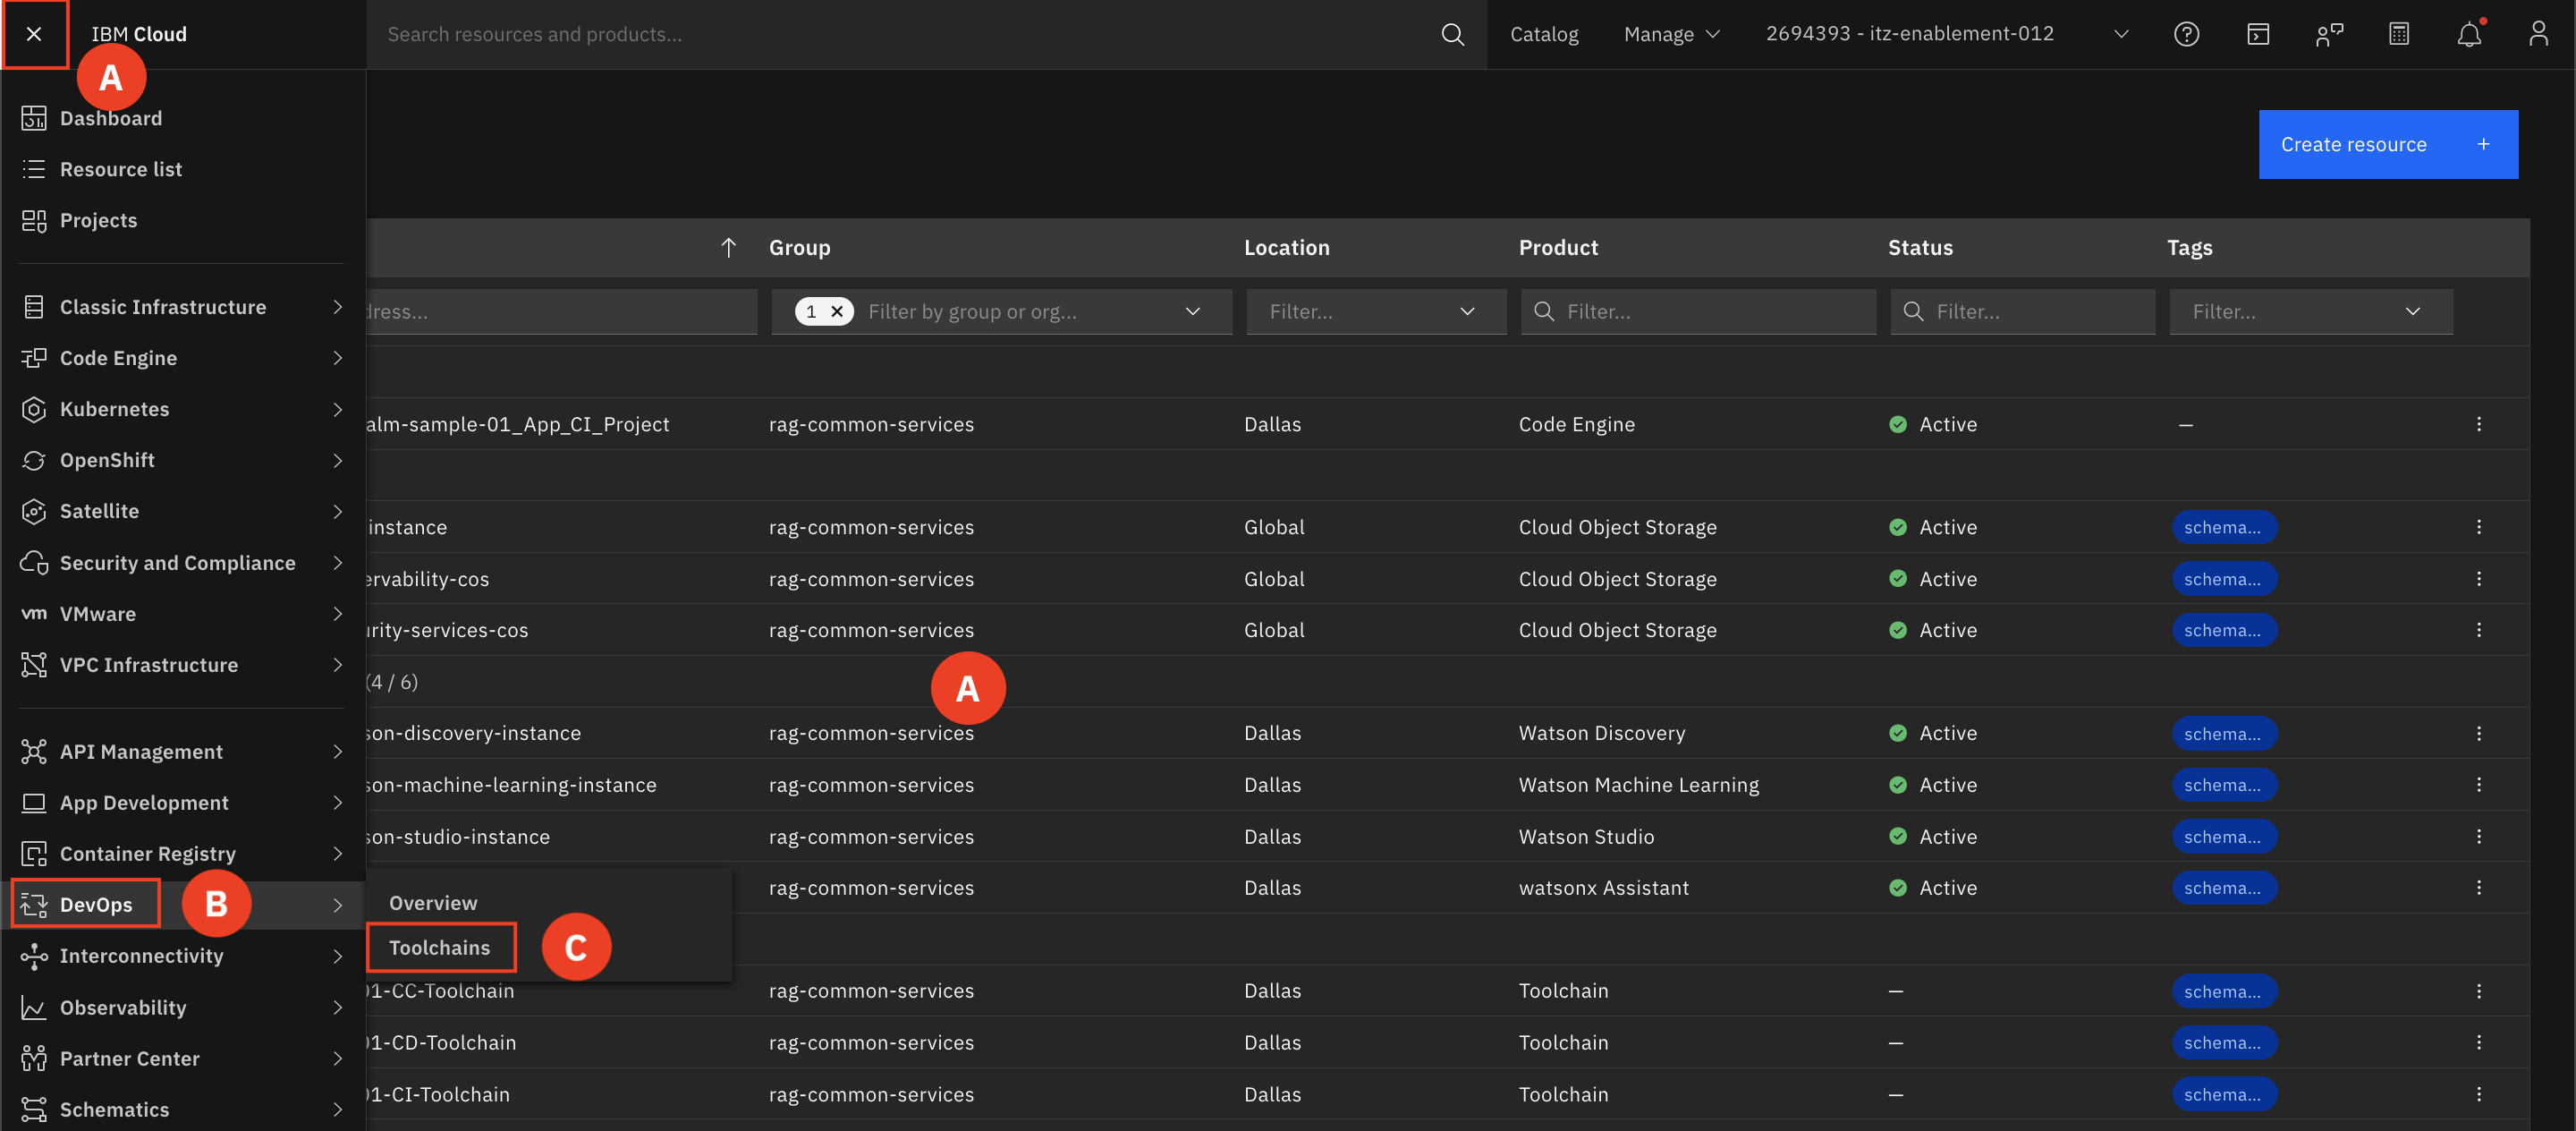 IBM Cloud
Search resources and products...
Catalog
Manage
2694393 - itz-enablement-012
A
Dashboard
Resource list
Projects
Create resource +
Group
Location
Product
Status
Tags
dress...
1
Filter by group or org...
Filter...
Filter...
Filter...
Filter...
Classic Infrastructure
Code Engine
Kubernetes
OpenShift
Satellite
Security and Compliance
vm VMware
VPC Infrastructure
API Management
App Development
Container Registry
DevOps
B
Interconnectivity
Observability
Partner Center
Schematics
Overview
Toolchains
C
alm-sample-01_App_CI_Project rag-common-services Dallas Code Engine Active —
instance rag-common-services Global Cloud Object Storage Active schema...
ervability-cos rag-common-services Global Cloud Object Storage Active schema...
urity-services-cos rag-common-services Global Cloud Object Storage Active schema...
(4 / 6)
A
son-discovery-instance rag-common-services Dallas Watson Discovery Active schema...
son-machine-learning-instance rag-common-services Dallas Watson Machine Learning Active schema...
son-studio-instance rag-common-services Dallas Watson Studio Active schema...
rag-common-services Dallas watsonx Assistant Active schema...
01-CC-Toolchain rag-common-services Dallas Toolchain — schema...
01-CD-Toolchain rag-common-services Dallas Toolchain — schema...
01-CI-Toolchain rag-common-services Dallas Toolchain — schema...